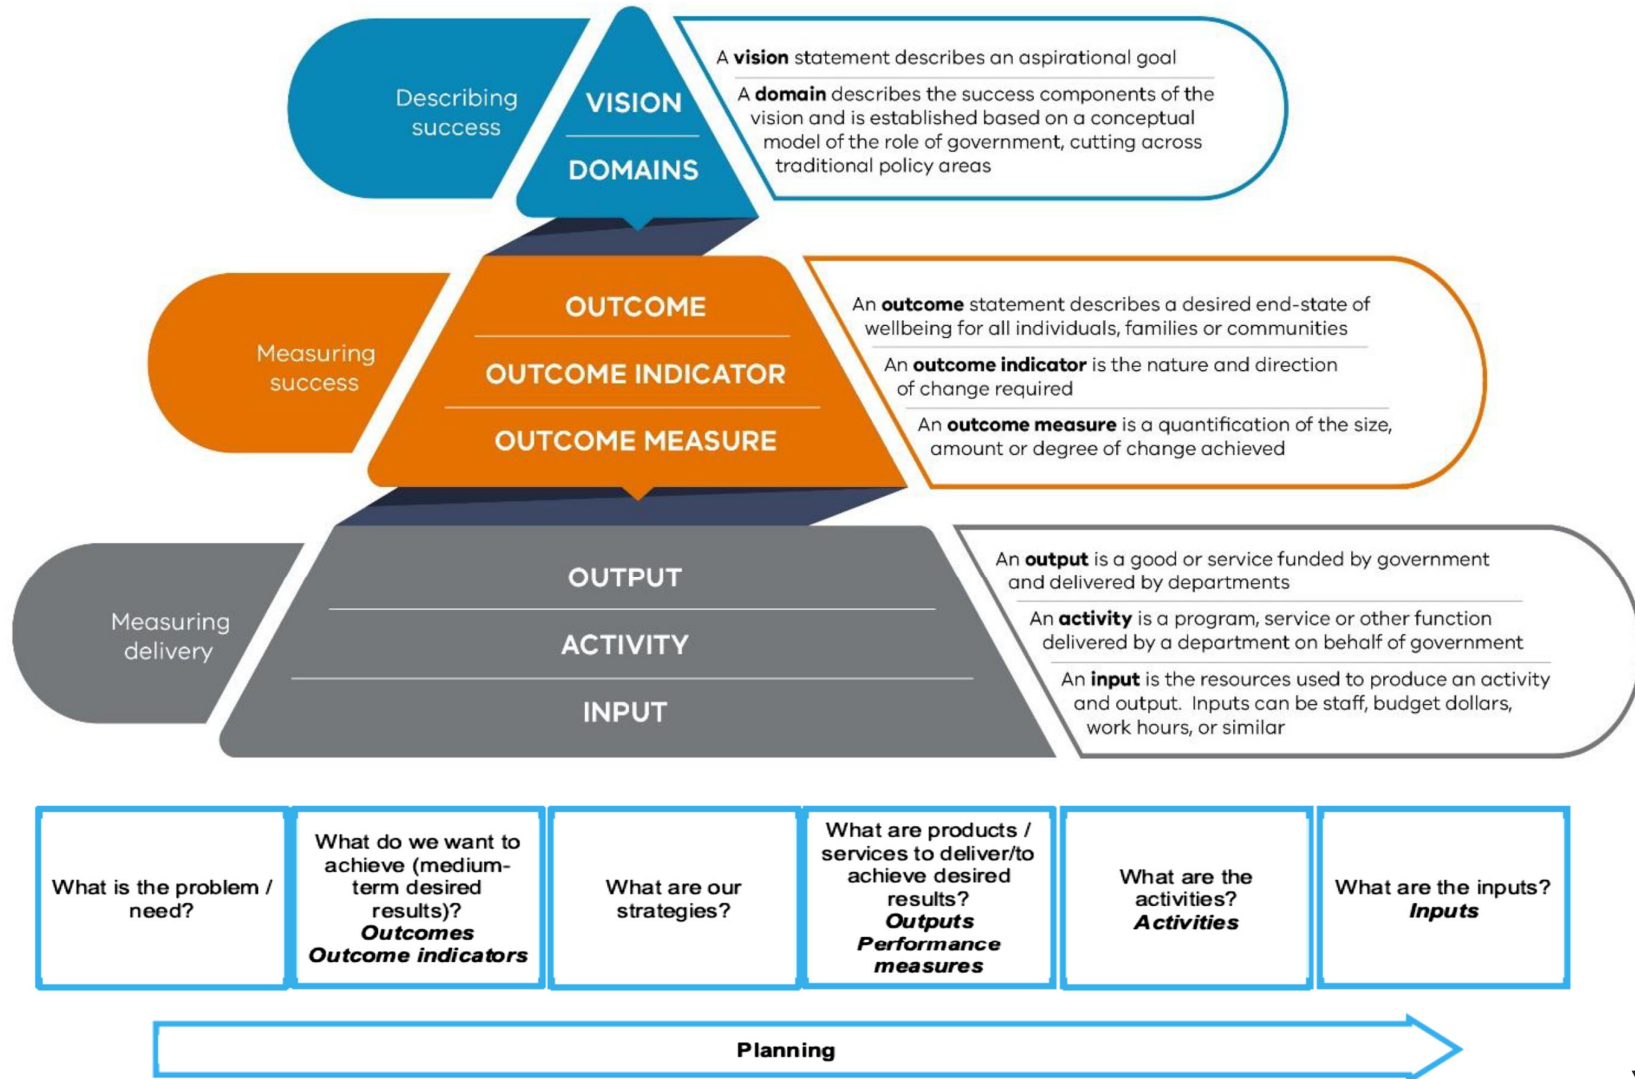 Describing
success
VISION
DOMAINS
A vision statement describes an aspirational goal
A domain describes the success components of the
vision and is established based on a conceptual
model of the role of government, cutting across
traditional policy areas
Measuring
success
OUTCOME
OUTCOME INDICATOR
OUTCOME MEASURE
An outcome statement describes a desired end-state of
wellbeing for all individuals, families or communities
An outcome indicator is the nature and direction
of change required
An outcome measure is a quantification of the size,
amount or degree of change achieved
Measuring
delivery
OUTPUT
ACTIVITY
INPUT
An output is a good or service funded by government
and delivered by departments
An activity is a program, service or other function
delivered by a department on behalf of government
An input is the resources used to produce an activity
and output. Inputs can be staff, budget dollars,
work hours, or similar
What is the problem /
need?
What do we want to
achieve (medium-
term desired
results)?
Outcomes
Outcome indicators
What are our
strategies?
What are products /
services to deliver/to
achieve desired
results?
Outputs
Performance
measures
What are the
activities?
Activities
What are the inputs?
Inputs
Planning